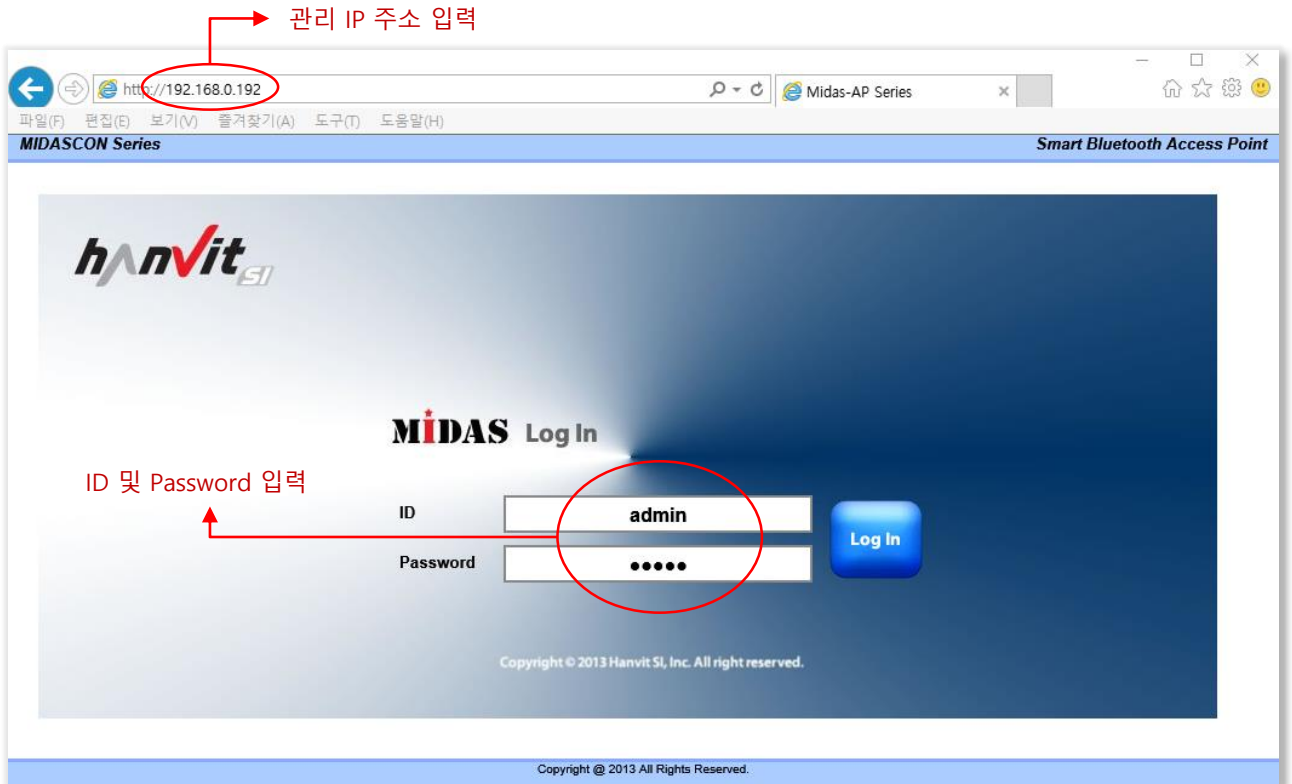 관리 IP 주소 입력
http://192.168.0.192
Midas-AP Series
파일(F) 편집(E) 보기(V) 즐겨찾기(A) 도구(T) 도움말(H)
MIDASCON Series
Smart Bluetooth Access Point
hanvit SI
MIDAS Log In
ID 및 Password 입력
ID
admin
Log In
Password
•••••
Copyright © 2013 Hanvit SI, Inc. All right reserved.
Copyright @ 2013 All Rights Reserved.